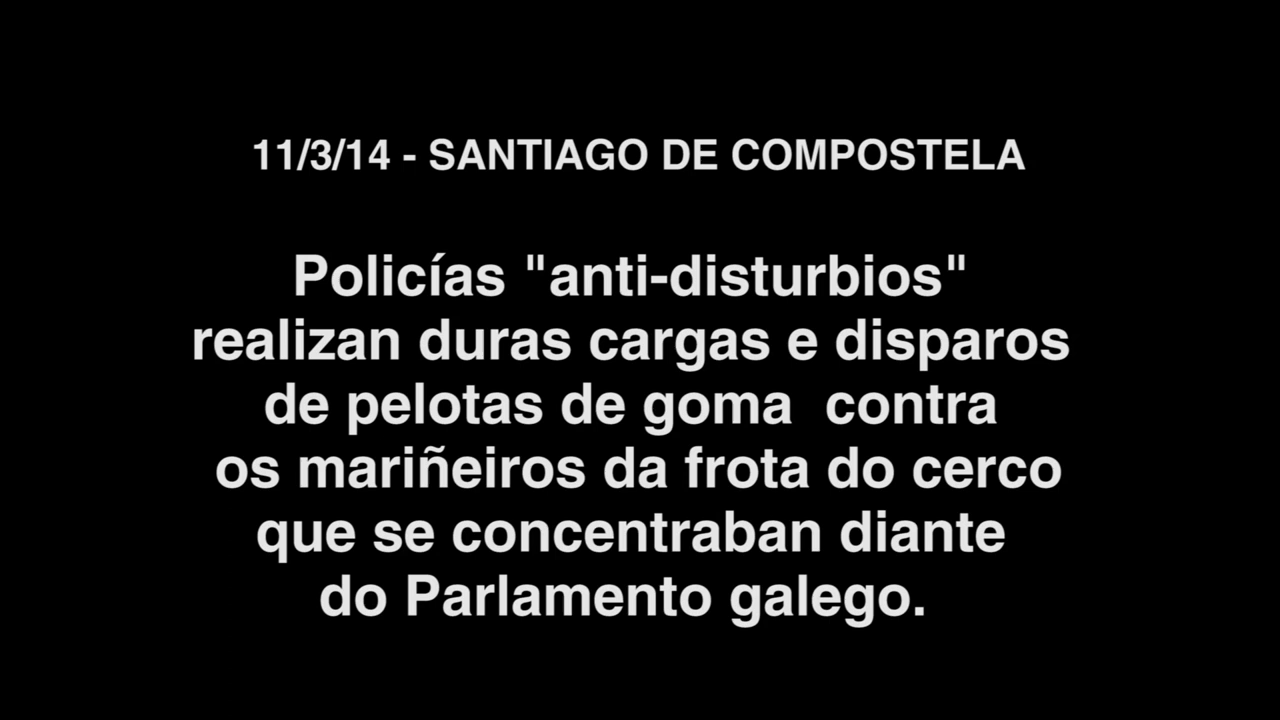 11/3/14 - SANTIAGO DE COMPOSTELA
Policías "anti-disturbios"
realizan duras cargas e disparos
de pelotas de goma contra
os mariñeiros da frota do cerco
que se concentraban diante
do Parlamento galego.